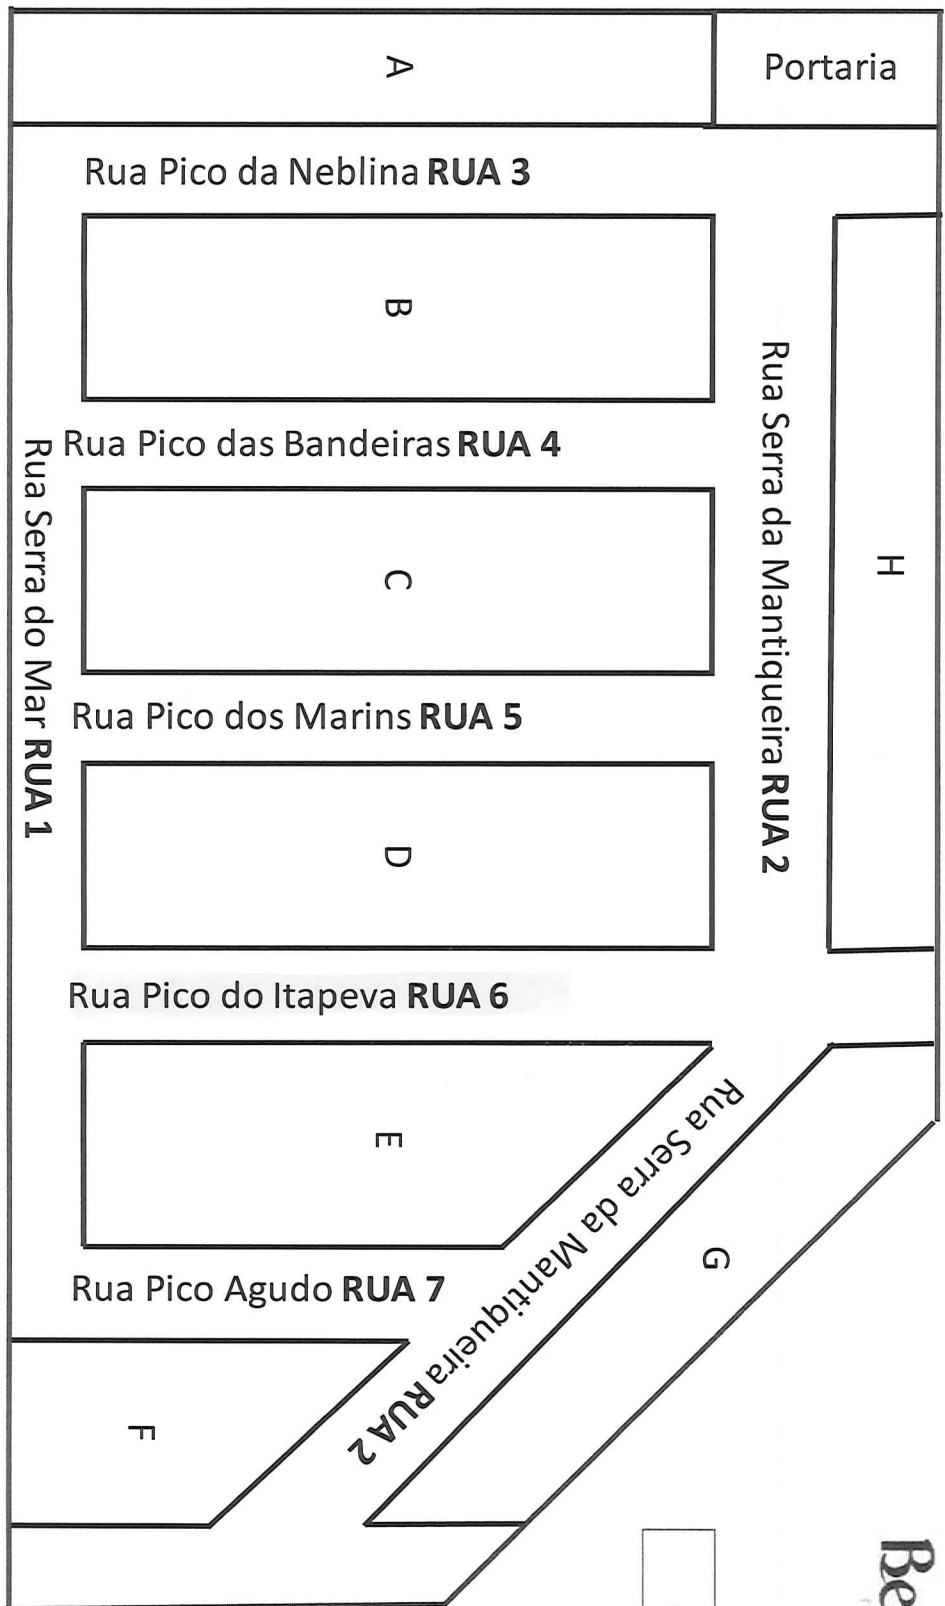 A
Portaria
Rua Pico da Neblina RUA 3
B
Rua Serra da Mantiqueira RUA 2
H
Rua Pico das Bandeiras RUA 4
Rua Serra do Mar RUA 1
C
Rua Pico dos Marins RUA 5
D
Rua Pico do Itapeva RUA 6
E
Rua Serra da Mantiqueira RUA 2
G
Rua Pico Agudo RUA 7
F
Be